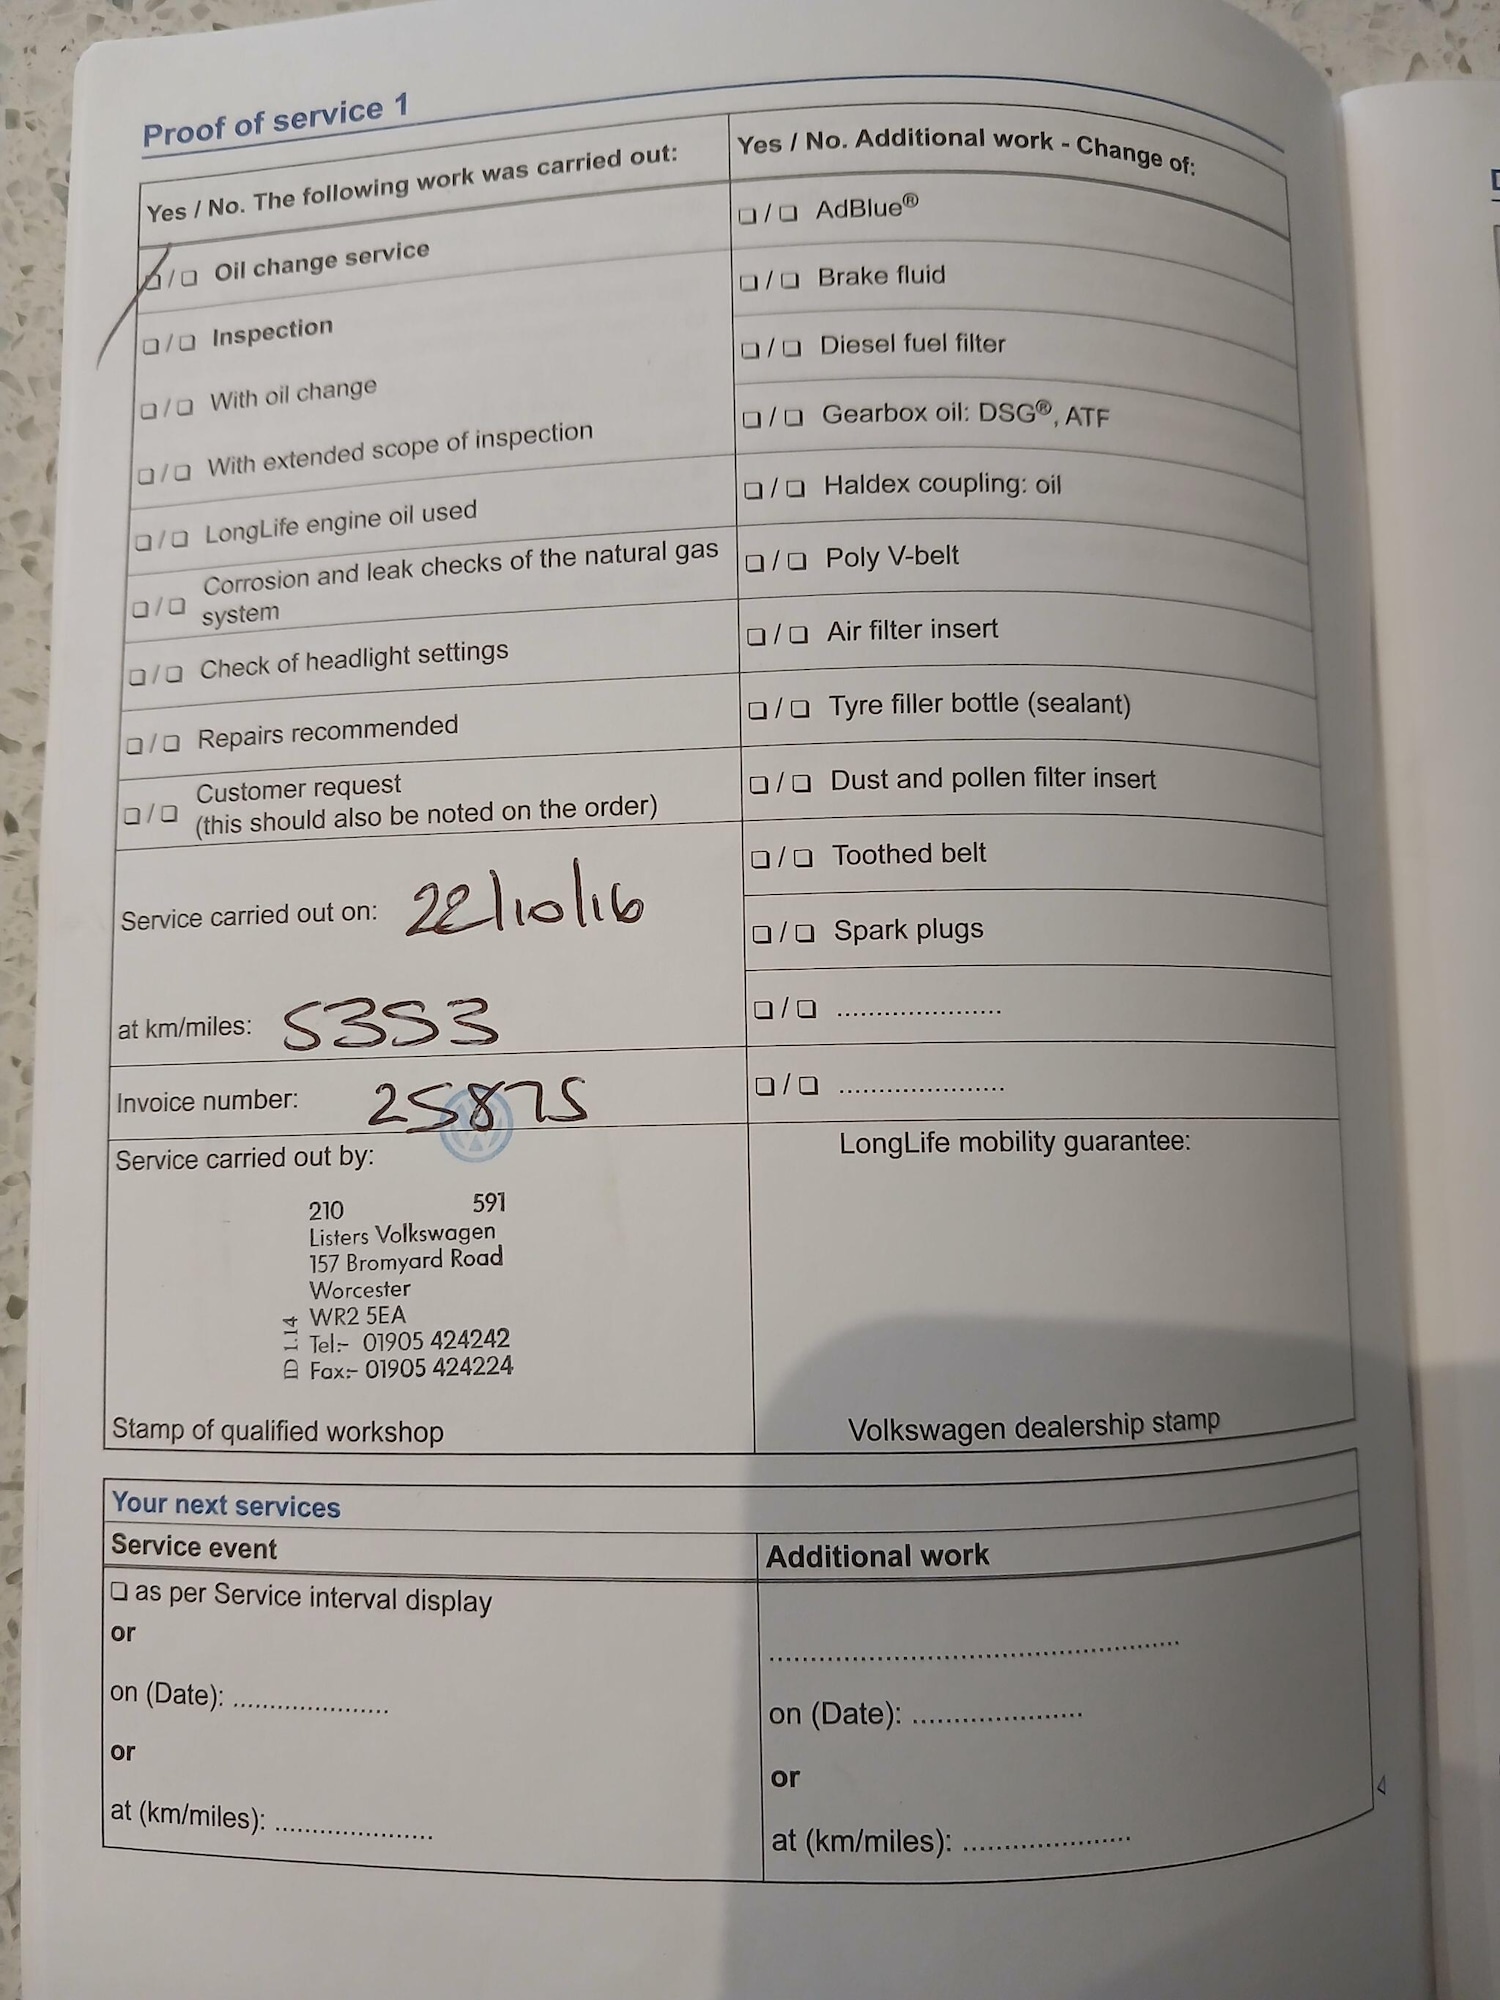 Proof of service 1
Yes / No. The following work was carried out:
❏ / ❏ Oil change service
❏ / ❏ Inspection
❏ / ❏ With oil change
❏ / ❏ With extended scope of inspection
❏ / ❏ LongLife engine oil used
❏ / ❏ Corrosion and leak checks of the natural gas
system
❏ / ❏ Check of headlight settings
❏ / ❏ Repairs recommended
❏ / ❏ Customer request
(this should also be noted on the order)
Service carried out on: 22/10/16
at km/miles: 5353
Invoice number: 25875
Service carried out by:
210 591
Listers Volkswagen
157 Bromyard Road
Worcester
WR2 5EA
Tel:- 01905 424242
Fax:- 01905 424224
D 1.14
Stamp of qualified workshop
Yes / No. Additional work - Change of:
❏ / ❏ AdBlue®
❏ / ❏ Brake fluid
❏ / ❏ Diesel fuel filter
❏ / ❏ Gearbox oil: DSG®, ATF
❏ / ❏ Haldex coupling: oil
❏ / ❏ Poly V-belt
❏ / ❏ Air filter insert
❏ / ❏ Tyre filler bottle (sealant)
❏ / ❏ Dust and pollen filter insert
❏ / ❏ Toothed belt
❏ / ❏ Spark plugs
❏ / ❏ ......................
❏ / ❏ ......................
LongLife mobility guarantee:
Volkswagen dealership stamp
Your next services
Service event
❏ as per Service interval display
or
on (Date): .....................
or
at (km/miles): .....................
Additional work
......................................................
on (Date): ......................
or
at (km/miles): ......................